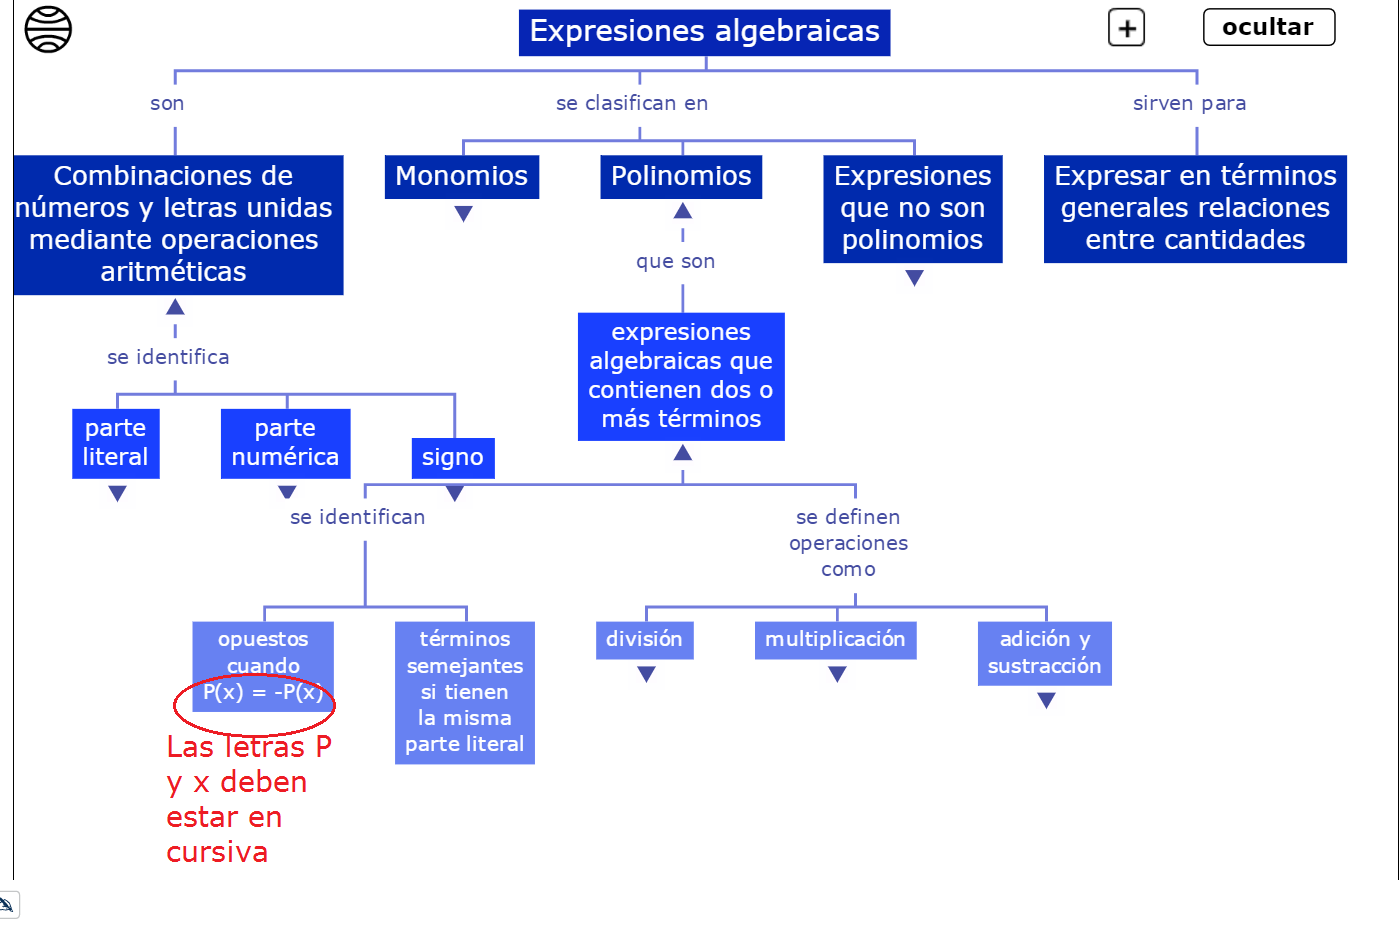 Expresiones algebraicas
+
ocultar
son
se clasifican en
sirven para
Combinaciones de
números y letras unidas
mediante operaciones
aritméticas
Monomios
Polinomios
Expresiones
que no son
polinomios
Expresar en términos
generales relaciones
entre cantidades
que son
se identifica
expresiones
algebraicas que
contienen dos o
más términos
parte
literal
parte
numérica
signo
se identifican
se definen
operaciones
como
opuestos
cuando
P(x) = -P(x)
términos
semejantes
si tienen
la misma
parte literal
división
multiplicación
adición y
sustracción
Las letras P
y x deben
estar en
cursiva